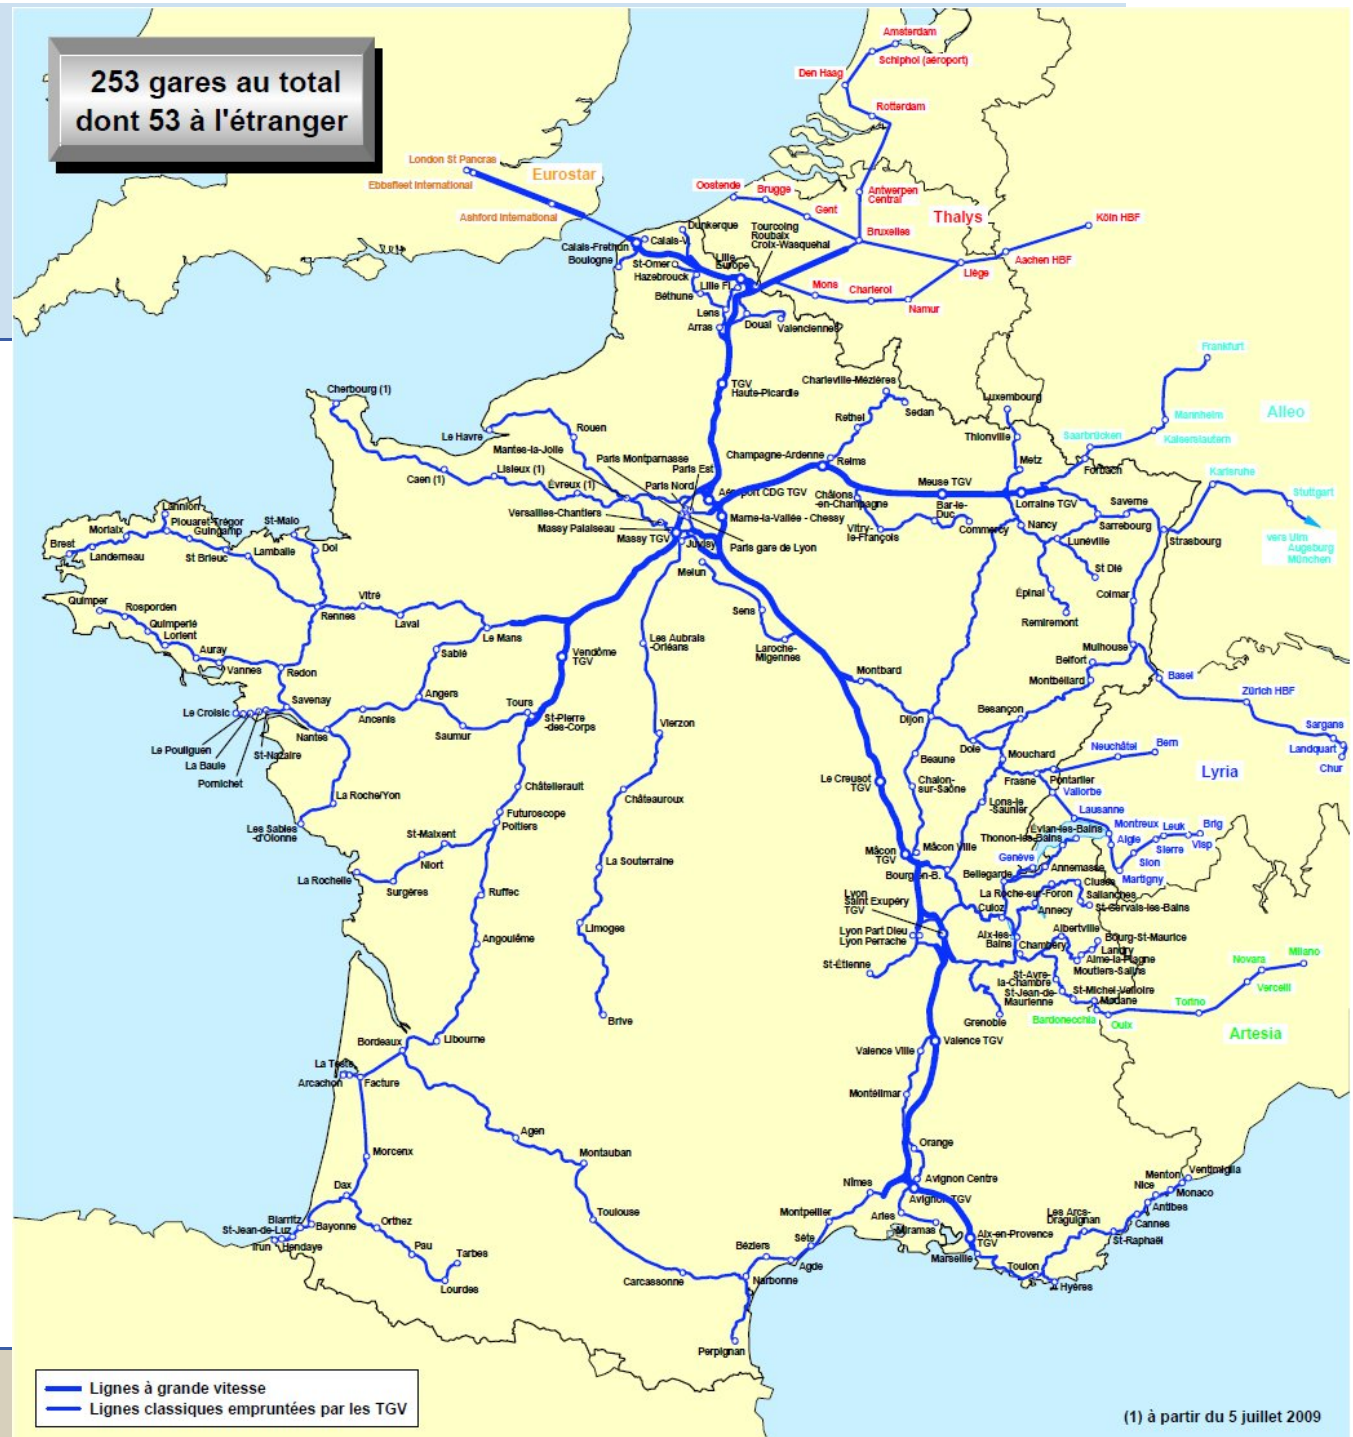 253 gares au total
dont 53 à l'étranger
Amsterdam
Schiphol (aéroport)
Den Haag
Rotterdam
London St Pancras
Ebbsfleet International
Eurostar
Ashford International
Oostende
Brugge
Gent
Antwerpen
Central
Thalys
Köln HBF
Bruxelles
Aachen HBF
Liège
Mons
Charleroi
Namur
Dunkerque
Tourcoing
Roubaix
Croix-Wasquehal
Calais-Frethun
Calais-V.
Boulogne
St-Omer
Lille
Europe
Hazebrouck
Lille Fl.
Béthune
Lens
Arras
Douai
Valenciennes
TGV
Haute-Picardie
Charleville-Mézières
Sedan
Rethel
Luxembourg
Thionville
Metz
Frankfurt
Mannheim
Alleo
Saarbrücken
Kaiserslautern
Forbach
Karlsruhe
Stuttgart
vers Ulm
Augsburg
München
Cherbourg (1)
Le Havre
Rouen
Mantes-la-Jolie
Lisieux (1)
Caen (1)
Évreux (1)
Paris Montparnasse
Paris Est
Paris Nord
Aéroport CDG TGV
Versailles-Chantiers
Massy Palaiseau
Massy TGV
Marne-la-Vallée - Chessy
Juvisy
Paris gare de Lyon
Melun
Champagne-Ardenne
Reims
Châlons
-en-Champagne
Vitry-
le-François
Meuse TGV
Bar-le-
Duc
Commercy
Lorraine TGV
Nancy
Lunéville
Saverne
Sarrebourg
Strasbourg
St Dié
Épinal
Remiremont
Colmar
Mulhouse
Belfort
Montbéliard
Basel
Zürich HBF
Sargans
Landquart
Chur
Lannion
Plouaret-Trégor
Guingamp
Morlaix
Brest
Landerneau
St Brieuc
Lamballe
St-Malo
Dol
Quimper
Rosporden
Quimperlé
Lorient
Auray
Vannes
Rennes
Vitré
Laval
Le Mans
Sablé
Redon
Savenay
Angers
Ancenis
Nantes
Saumur
Tours
St-Pierre
-des-Corps
Vendôme
TGV
Le Croisic
Le Pouliguen
La Baule
Pornichet
St-Nazaire
La Roche/Yon
Les Sables
-d'Olonne
Les Aubrais
-Orléans
Vierzon
Châteauroux
La Souterraine
Limoges
Brive
Châtellerault
Futuroscope
Poitiers
St-Maixent
Niort
La Rochelle
Surgères
Ruffec
Angoulême
Libourne
Bordeaux
La Teste
Arcachon
Facture
Morcenx
Dax
Biarritz
Bayonne
St-Jean-de-Luz
Irun
Hendaye
Orthez
Pau
Tarbes
Lourdes
Agen
Montauban
Toulouse
Carcassonne
Narbonne
Perpignan
Béziers
Agde
Sète
Montpellier
Nîmes
Sens
Laroche-
Migennes
Montbard
Dijon
Beaune
Chalon-
sur-Saône
Le Creusot
TGV
Mâcon
TGV
Mâcon Ville
Bourg-en-B.
Besançon
Dole
Mouchard
Frasne
Pontarlier
Neuchâtel
Bern
Lyria
Vallorbe
Lons-le
-Saunier
Lausanne
Évian-les-Bains
Thonon-les-Bains
Montreux
Aigle
Leuk
Brig
Sierre
Visp
Sion
Martigny
Genève
Bellegarde
Annemasse
La Roche-sur-Foron
Cluses
Sallanches
St-Gervais-les-Bains
Annecy
Culoz
Aix-les-
Bains
Chambéry
Albertville
Bourg-St-Maurice
Landry
Aime-la-Plagne
Moutiers-Salins
St-Avre-
la-Chambre
St-Jean-de-
Maurienne
St-Michel-Valloire
Modane
Bardonecchia
Oulx
Torino
Novara
Vercelli
Milano
Artesia
Lyon
Saint Exupéry
TGV
Lyon Part Dieu
Lyon Perrache
St-Étienne
Grenoble
Valence Ville
Valence TGV
Montélimar
Orange
Avignon Centre
Avignon TGV
Arles
Miramas
Aix-en-Provence
TGV
Marseille
Toulon
Hyères
Les Arcs-
Draguignan
St-Raphaël
Cannes
Antibes
Nice
Monaco
Menton
Ventimiglia
Lignes à grande vitesse
Lignes classiques empruntées par les TGV
(1) à partir du 5 juillet 2009